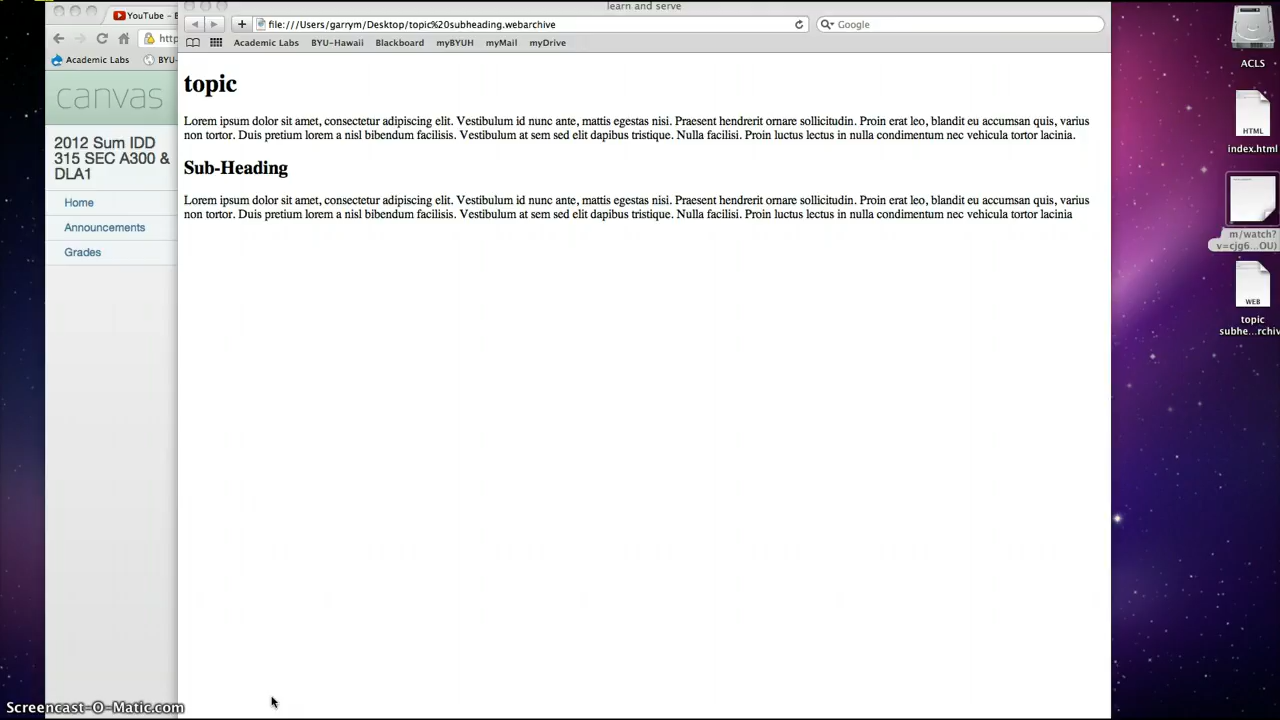 learn and serve
YouTube - B
file:///Users/garrym/Desktop/topic%20subheading.webarchive
Google
http
Academic Labs
BYU-Hawaii
Blackboard
myBYUH
myMail
myDrive
Academic Labs
BYU-
canvas
2012 Sum IDD
315 SEC A300 &
DLA1
Home
Announcements
Grades
topic
Lorem ipsum dolor sit amet, consectetur adipiscing elit. Vestibulum id nunc ante, mattis egestas nisi. Praesent hendrerit ornare sollicitudin. Proin erat leo, blandit eu accumsan quis, varius
non tortor. Duis pretium lorem a nisl bibendum facilisis. Vestibulum at sem sed elit dapibus tristique. Nulla facilisi. Proin luctus lectus in nulla condimentum nec vehicula tortor lacinia.
Sub-Heading
Lorem ipsum dolor sit amet, consectetur adipiscing elit. Vestibulum id nunc ante, mattis egestas nisi. Praesent hendrerit ornare sollicitudin. Proin erat leo, blandit eu accumsan quis, varius
non tortor. Duis pretium lorem a nisl bibendum facilisis. Vestibulum at sem sed elit dapibus tristique. Nulla facilisi. Proin luctus lectus in nulla condimentum nec vehicula tortor lacinia
ACLS
HTML
index.html
m/watch?
v=cjg6...OU)
WEB
topic
subhe...rchiv
Screencast-O-Matic.com